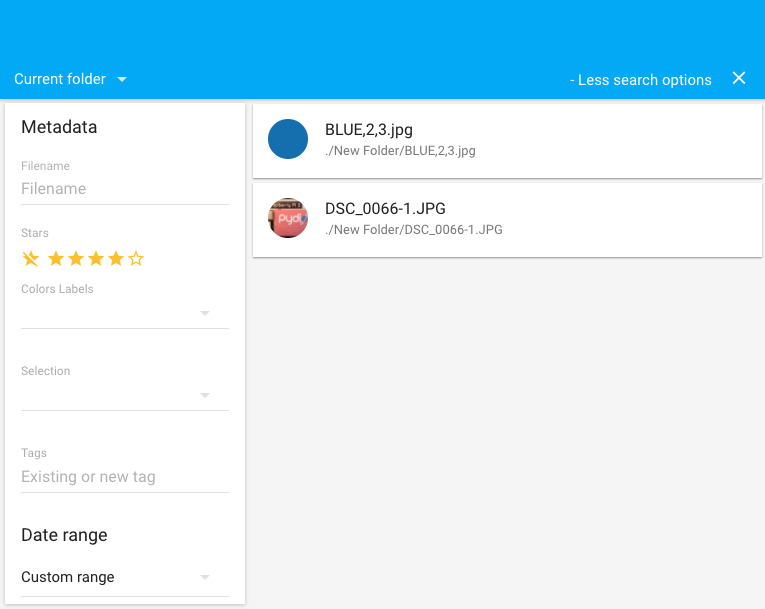 Current folder
- Less search options
Metadata
Filename
Filename
Stars
Colors Labels
Selection
Tags
Existing or new tag
Date range
Custom range
BLUE,2,3.jpg
./New Folder/BLUE,2,3.jpg
DSC_0066-1.JPG
./New Folder/DSC_0066-1.JPG